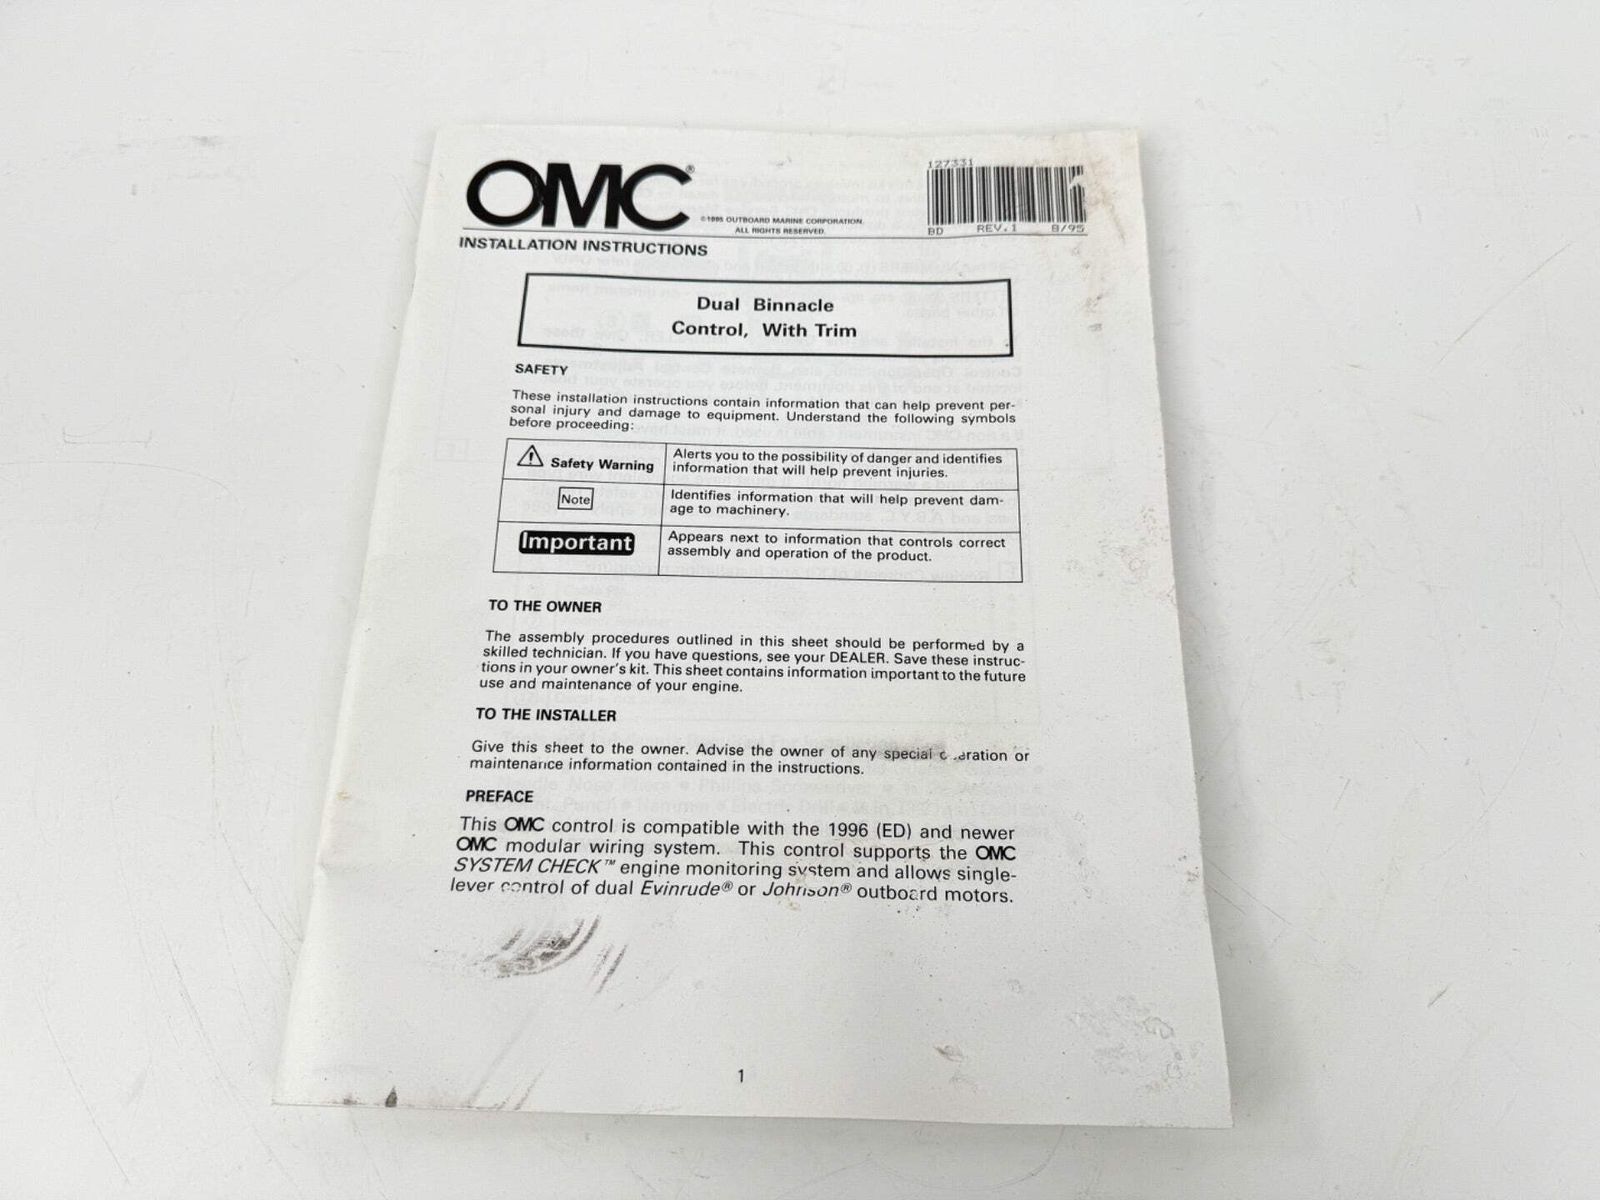 127331
OMC®
©1995 OUTBOARD MARINE CORPORATION.
ALL RIGHTS RESERVED.
BD REV.1 8/95
INSTALLATION INSTRUCTIONS
Dual Binnacle
Control, With Trim
SAFETY
These installation instructions contain information that can help prevent per-
sonal injury and damage to equipment. Understand the following symbols
before proceeding:
Safety Warning
Alerts you to the possibility of danger and identifies
information that will help prevent injuries.
Note
Identifies information that will help prevent dam-
age to machinery.
Important
Appears next to information that controls correct
assembly and operation of the product.
TO THE OWNER
The assembly procedures outlined in this sheet should be performed by a
skilled technician. If you have questions, see your DEALER. Save these instruc-
tions in your owner's kit. This sheet contains information important to the future
use and maintenance of your engine.
TO THE INSTALLER
Give this sheet to the owner. Advise the owner of any special operation or
maintenance information contained in the instructions.
PREFACE
This OMC control is compatible with the 1996 (ED) and newer
OMC modular wiring system. This control supports the OMC
SYSTEM CHECK™ engine monitoring system and allows single-
lever control of dual Evinrude® or Johnson® outboard motors.
1